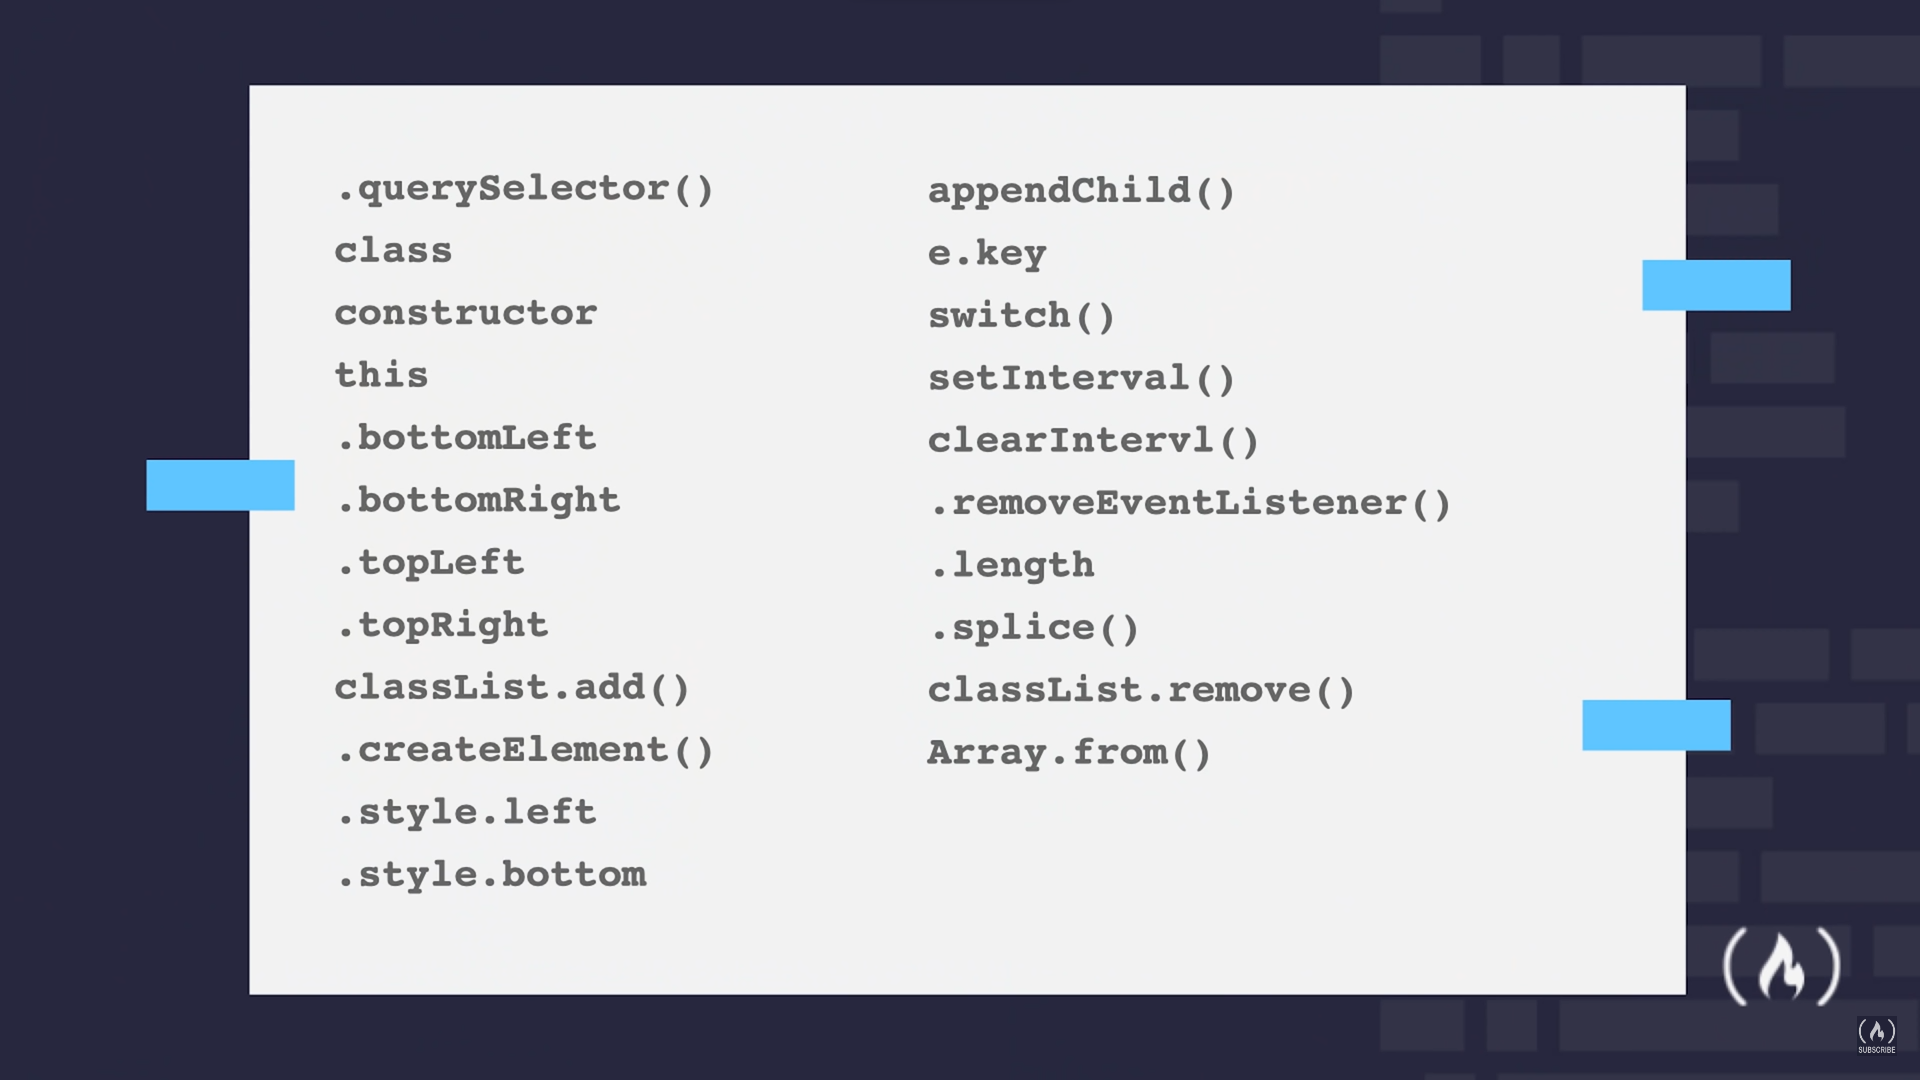 .querySelector()
class
constructor
this
.bottomLeft
.bottomRight
.topLeft
.topRight
classList.add()
.createElement()
.style.left
.style.bottom
appendChild()
e.key
switch()
setInterval()
clearIntervl()
.removeEventListener()
.length
.splice()
classList.remove()
Array.from()
SUBSCRIBE